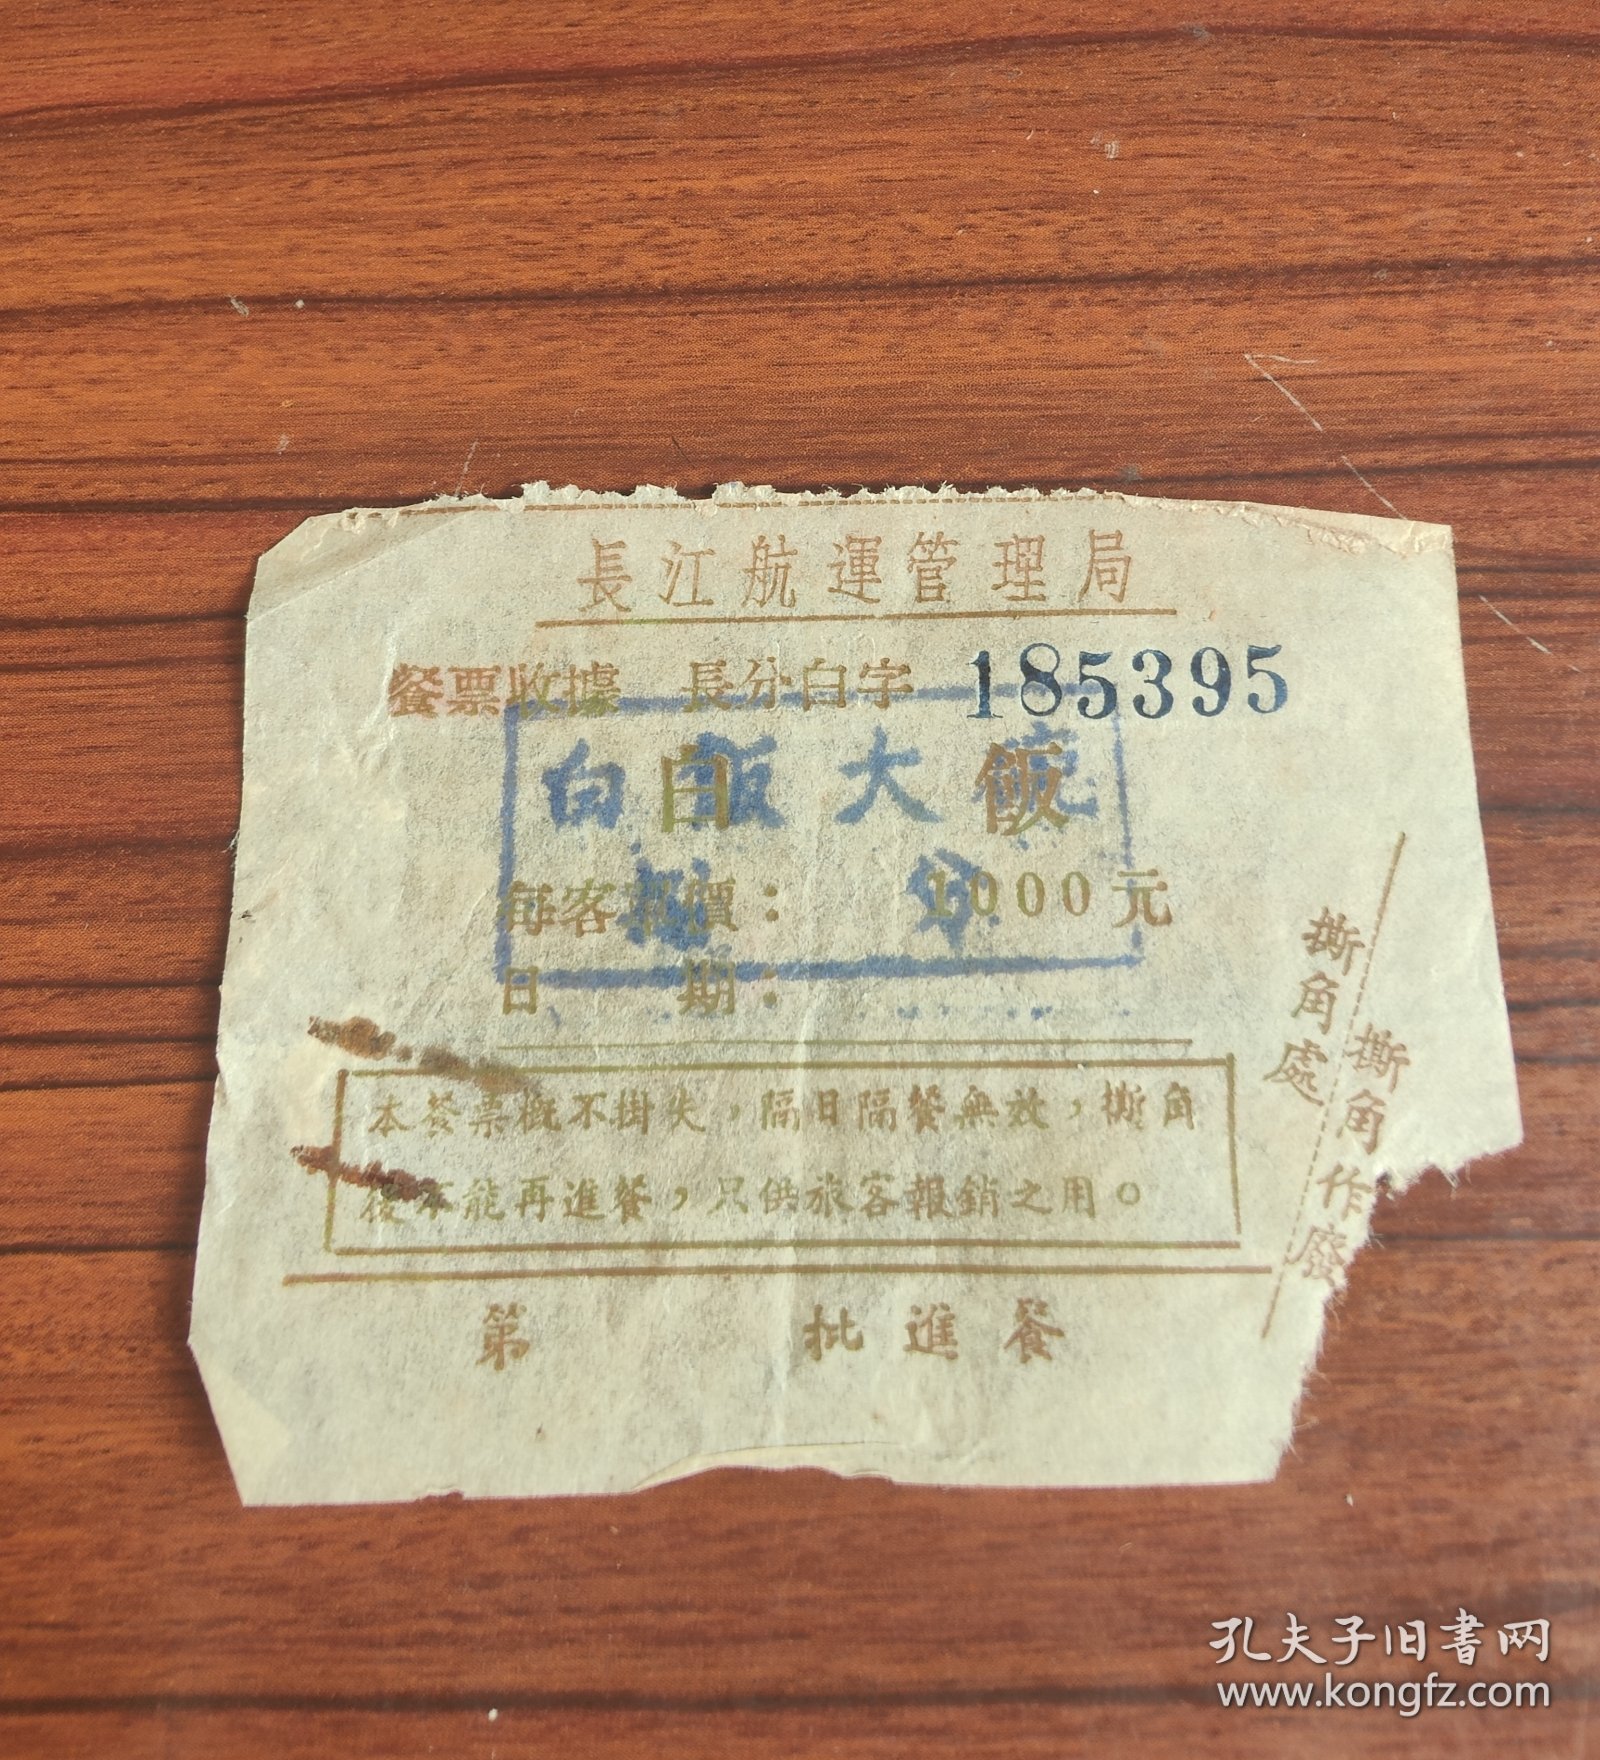 長江航運管理局
餐票收據 長分白字 185395
白飯
白飯大碗
每客單價: 1000元
日期:
本餐票概不掛失，隔日隔餐無效，撕角
後不能再進餐，只供旅客報銷之用。
第 批進餐
撕角處
撕角作廢
孔夫子旧書网
www.kongfz.com